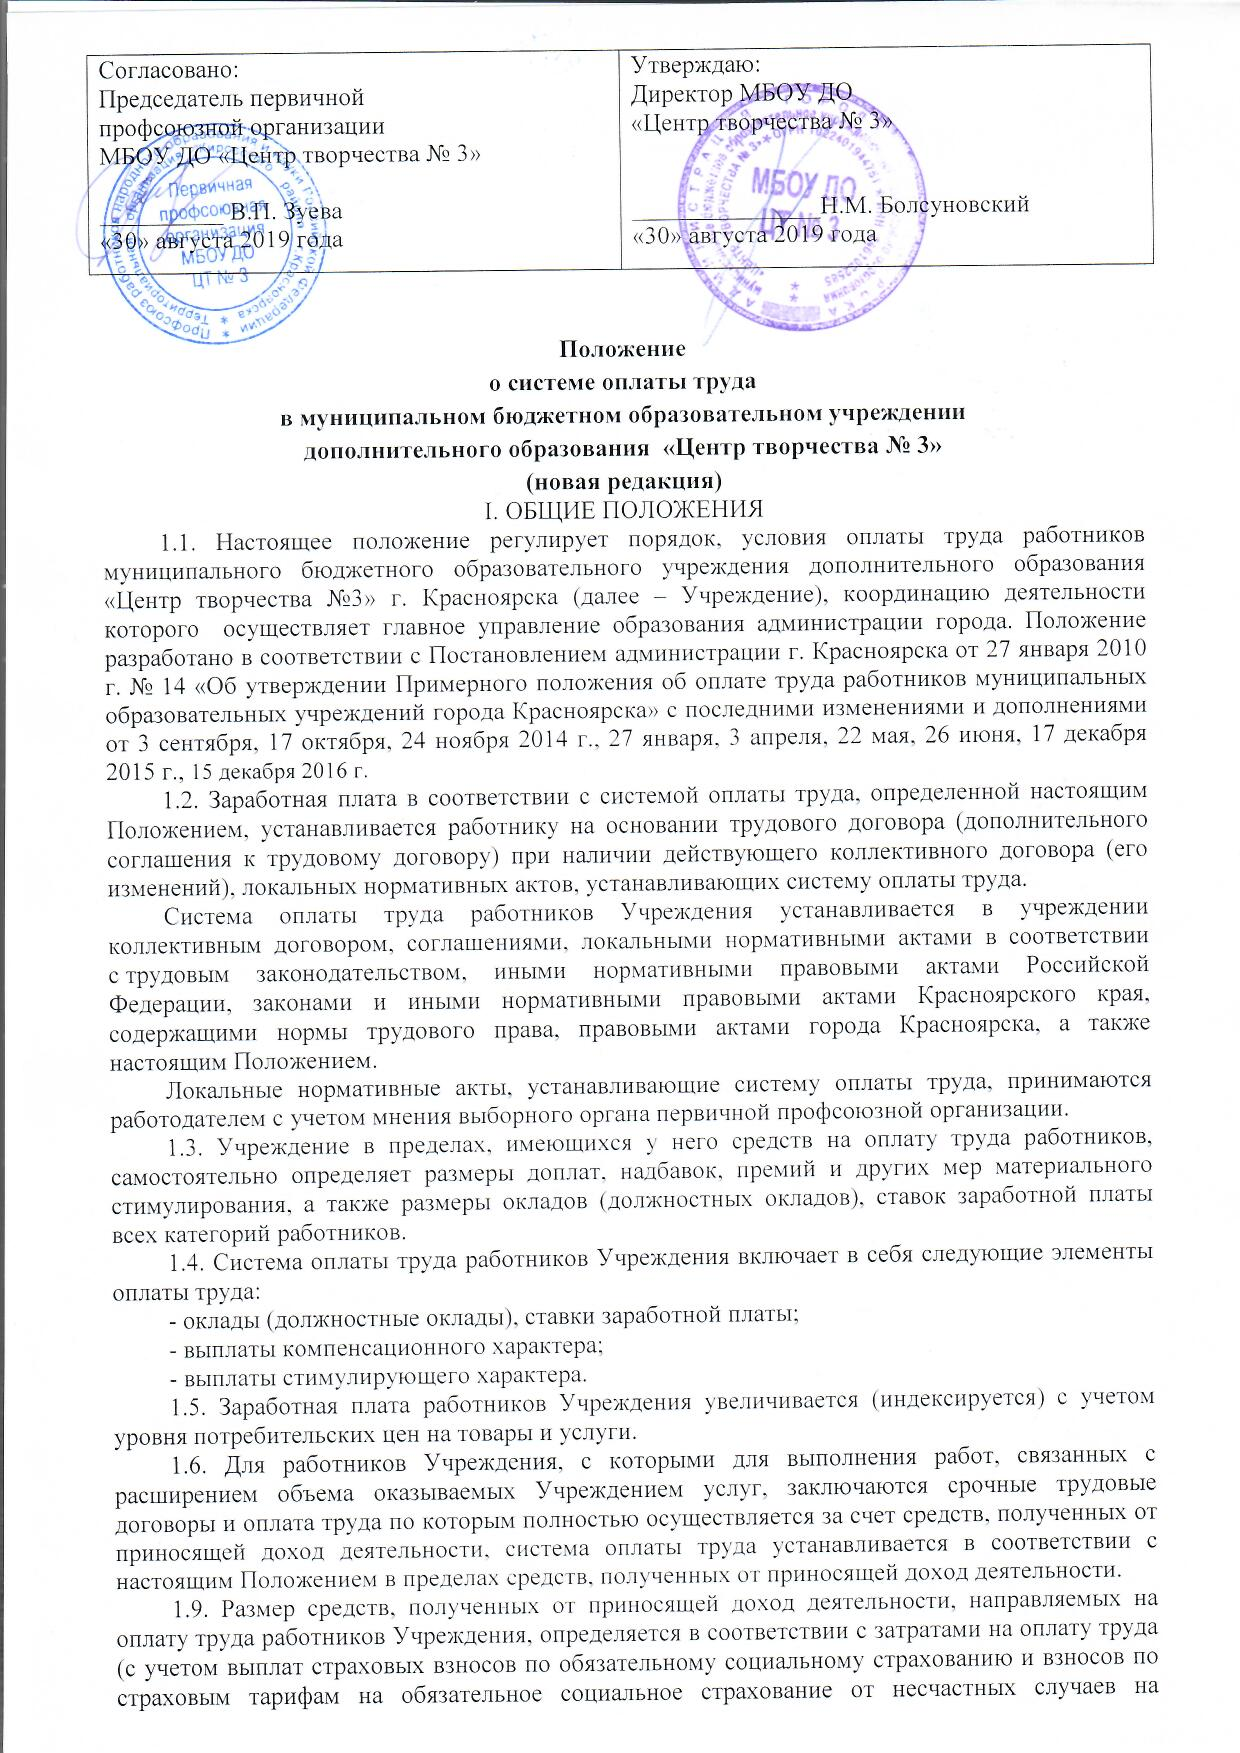 Согласовано:
Председатель первичной
профсоюзной организации
МБОУ ДО «Центр творчества № 3»
В.П. Зуева
«30» августа 2019 года
Первичная
профсоюзная
организация
МБОУ ДО
ЦТ № 3
Утверждаю:
Директор МБОУ ДО
«Центр творчества № 3»
Н.М. Болсуновский
«30» августа 2019 года
МБОУ ДО
ЦТ № 3
Положение
о системе оплаты труда
в муниципальном бюджетном образовательном учреждении
дополнительного образования «Центр творчества № 3»
(новая редакция)
I. ОБЩИЕ ПОЛОЖЕНИЯ
1.1. Настоящее положение регулирует порядок, условия оплаты труда работников
муниципального бюджетного образовательного учреждения дополнительного образования
«Центр творчества №3» г. Красноярска (далее – Учреждение), координацию деятельности
которого осуществляет главное управление образования администрации города. Положение
разработано в соответствии с Постановлением администрации г. Красноярска от 27 января 2010
г. № 14 «Об утверждении Примерного положения об оплате труда работников муниципальных
образовательных учреждений города Красноярска» с последними изменениями и дополнениями
от 3 сентября, 17 октября, 24 ноября 2014 г., 27 января, 3 апреля, 22 мая, 26 июня, 17 декабря
2015 г., 15 декабря 2016 г.
1.2. Заработная плата в соответствии с системой оплаты труда, определенной настоящим
Положением, устанавливается работнику на основании трудового договора (дополнительного
соглашения к трудовому договору) при наличии действующего коллективного договора (его
изменений), локальных нормативных актов, устанавливающих систему оплаты труда.
Система оплаты труда работников Учреждения устанавливается в учреждении
коллективным договором, соглашениями, локальными нормативными актами в соответствии
с трудовым законодательством, иными нормативными правовыми актами Российской
Федерации, законами и иными нормативными правовыми актами Красноярского края,
содержащими нормы трудового права, правовыми актами города Красноярска, а также
настоящим Положением.
Локальные нормативные акты, устанавливающие систему оплаты труда, принимаются
работодателем с учетом мнения выборного органа первичной профсоюзной организации.
1.3. Учреждение в пределах, имеющихся у него средств на оплату труда работников,
самостоятельно определяет размеры доплат, надбавок, премий и других мер материального
стимулирования, а также размеры окладов (должностных окладов), ставок заработной платы
всех категорий работников.
1.4. Система оплаты труда работников Учреждения включает в себя следующие элементы
оплаты труда:
- оклады (должностные оклады), ставки заработной платы;
- выплаты компенсационного характера;
- выплаты стимулирующего характера.
1.5. Заработная плата работников Учреждения увеличивается (индексируется) с учетом
уровня потребительских цен на товары и услуги.
1.6. Для работников Учреждения, с которыми для выполнения работ, связанных с
расширением объема оказываемых Учреждением услуг, заключаются срочные трудовые
договоры и оплата труда по которым полностью осуществляется за счет средств, полученных от
приносящей доход деятельности, система оплаты труда устанавливается в соответствии с
настоящим Положением в пределах средств, полученных от приносящей доход деятельности.
1.9. Размер средств, полученных от приносящей доход деятельности, направляемых на
оплату труда работников Учреждения, определяется в соответствии с затратами на оплату труда
(с учетом выплат страховых взносов по обязательному социальному страхованию и взносов по
страховым тарифам на обязательное социальное страхование от несчастных случаев на